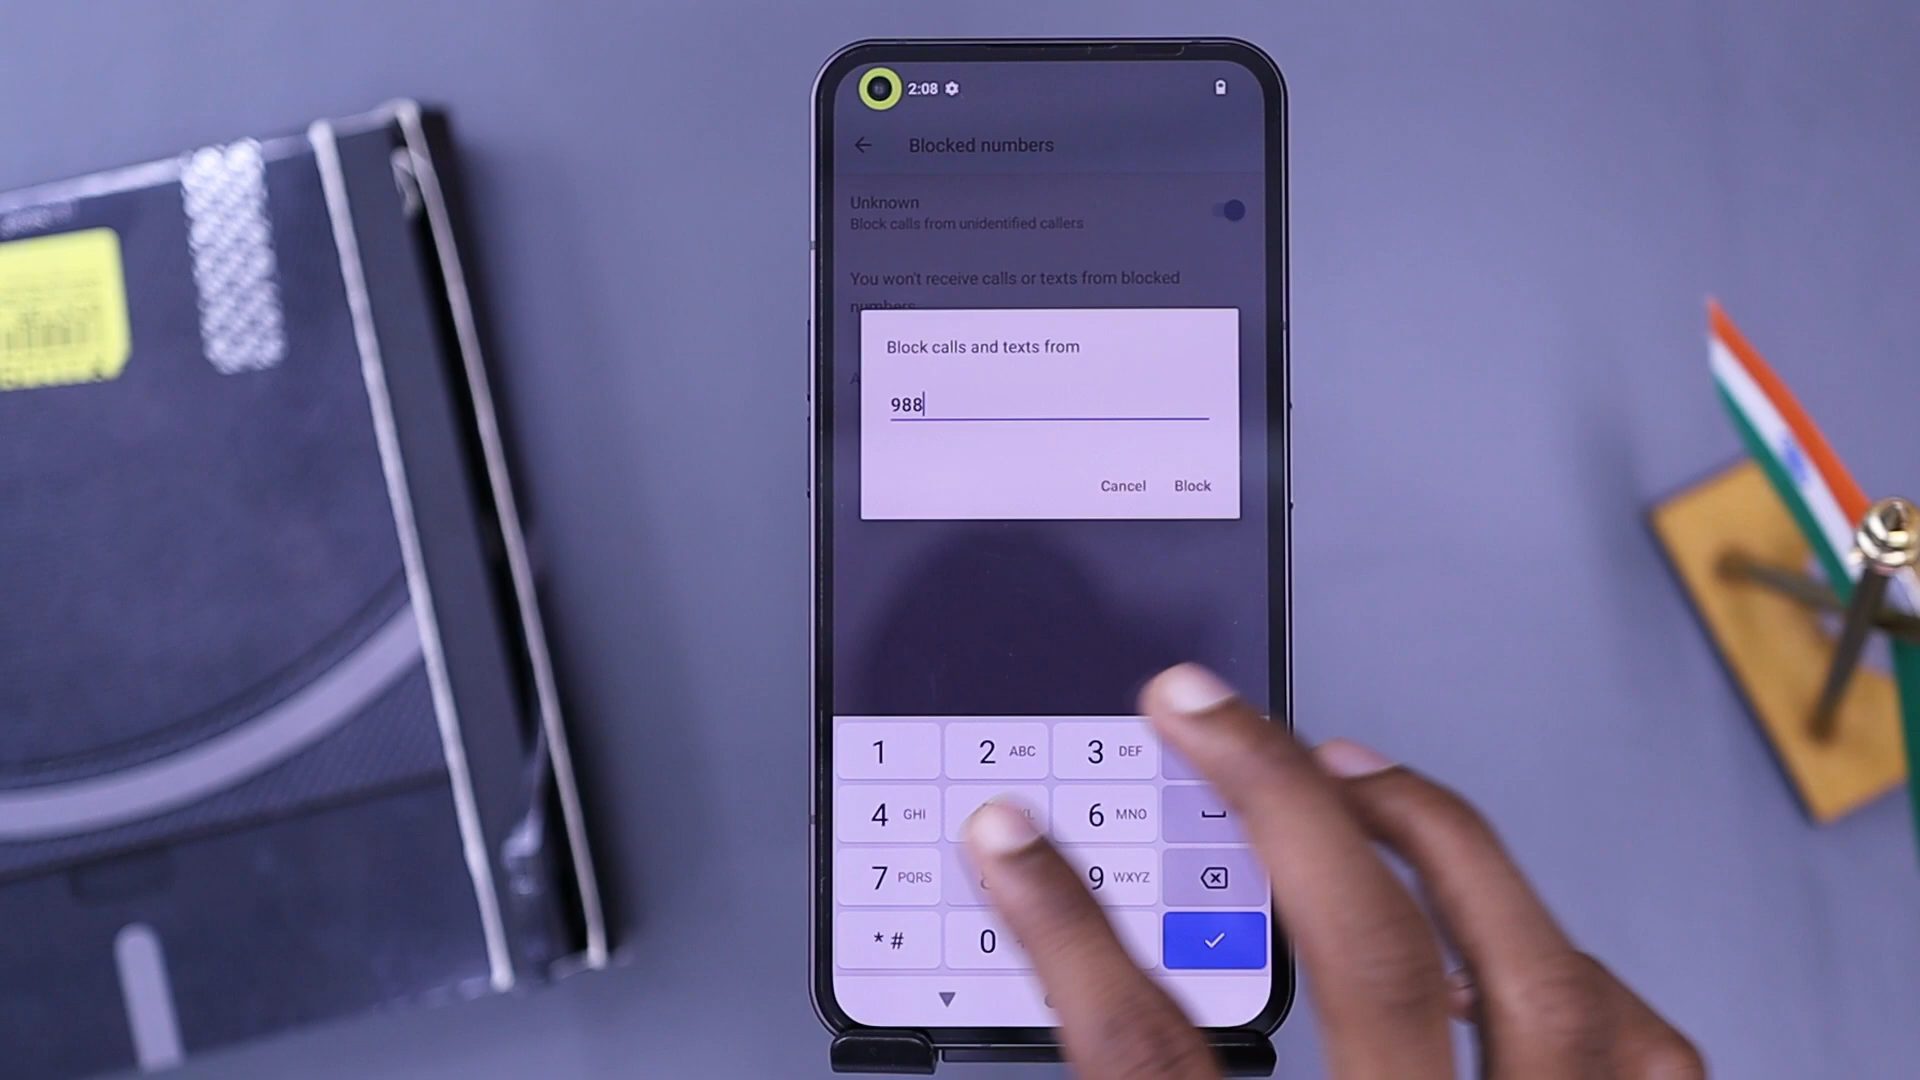 2:08
Blocked numbers
Unknown
Block calls from unidentified callers
You won't receive calls or texts from blocked
numbers
Block calls and texts from
988
Cancel Block
1 2 ABC 3 DEF
4 GHI 6 MNO
7 PQRS 9 WXYZ
* # 0